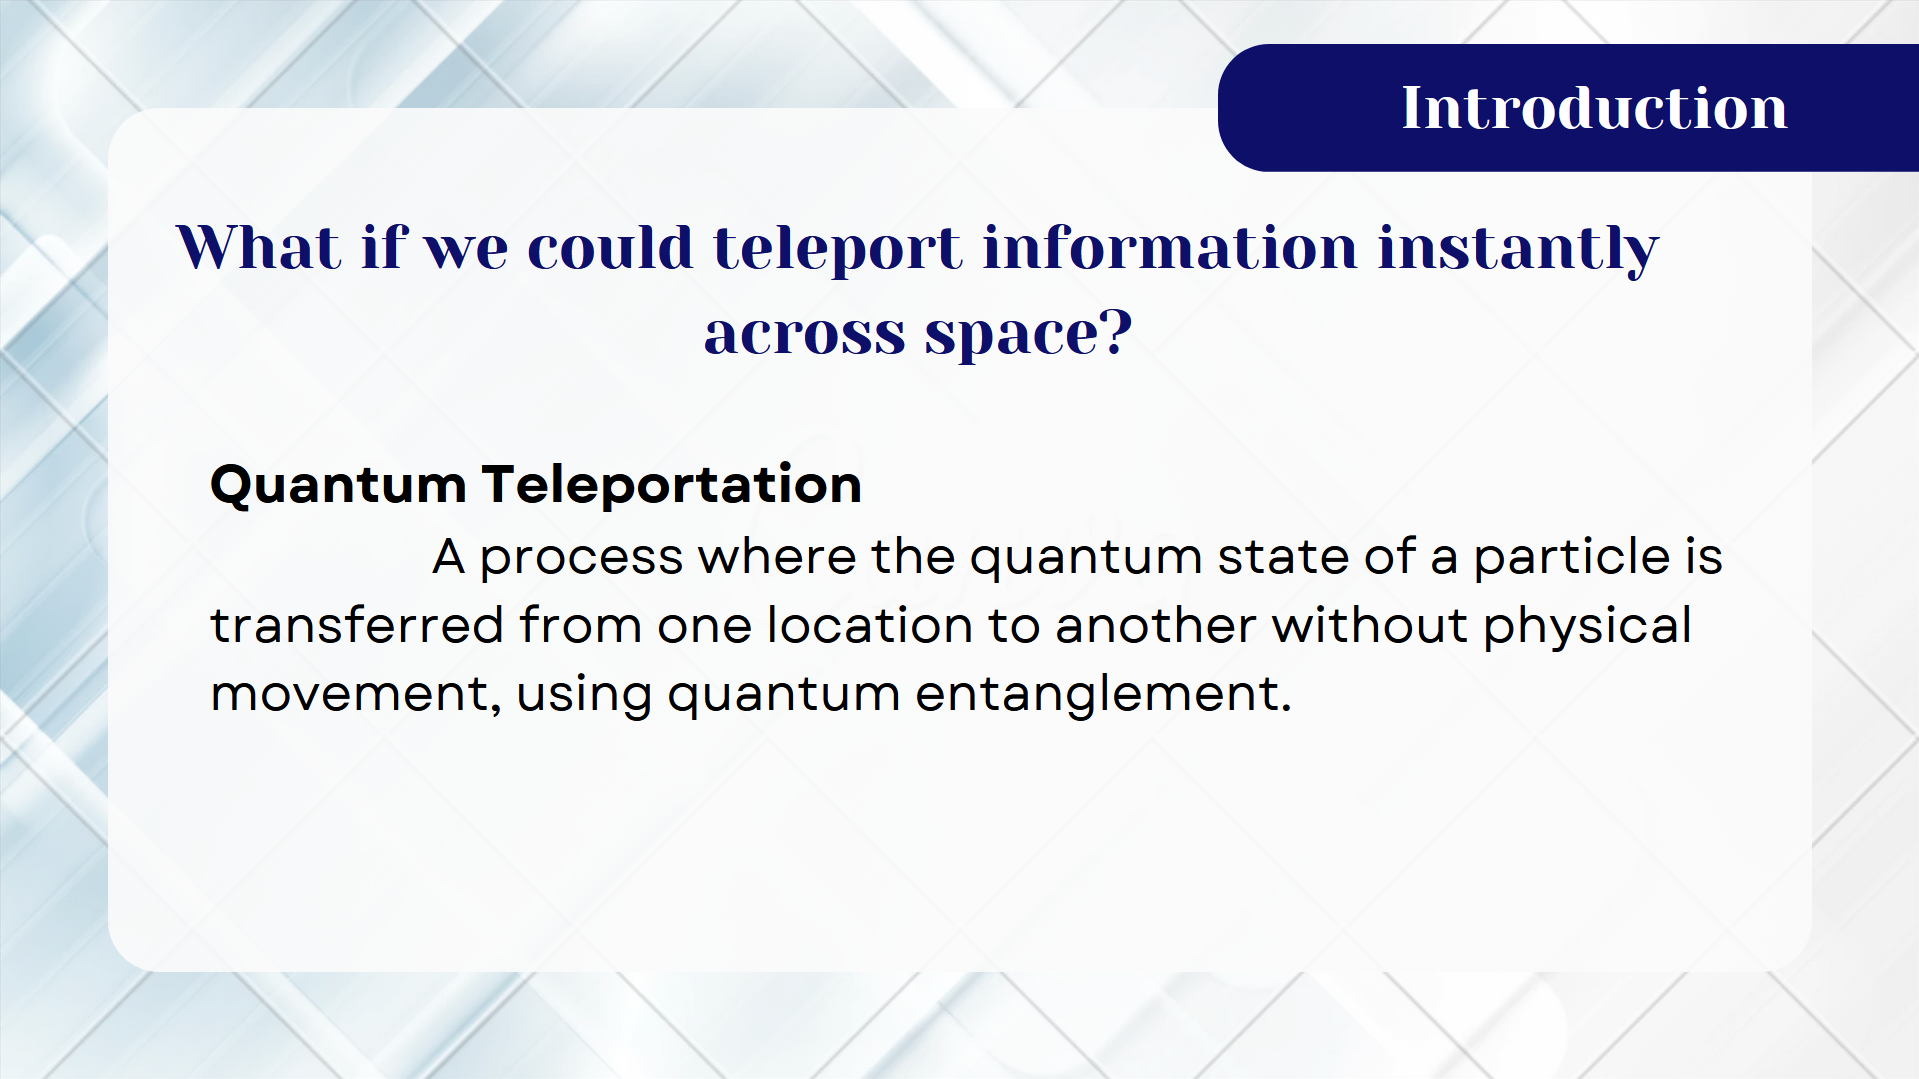 Introduction
What if we could teleport information instantly
across space?
Quantum Teleportation
A process where the quantum state of a particle is
transferred from one location to another without physical
movement, using quantum entanglement.